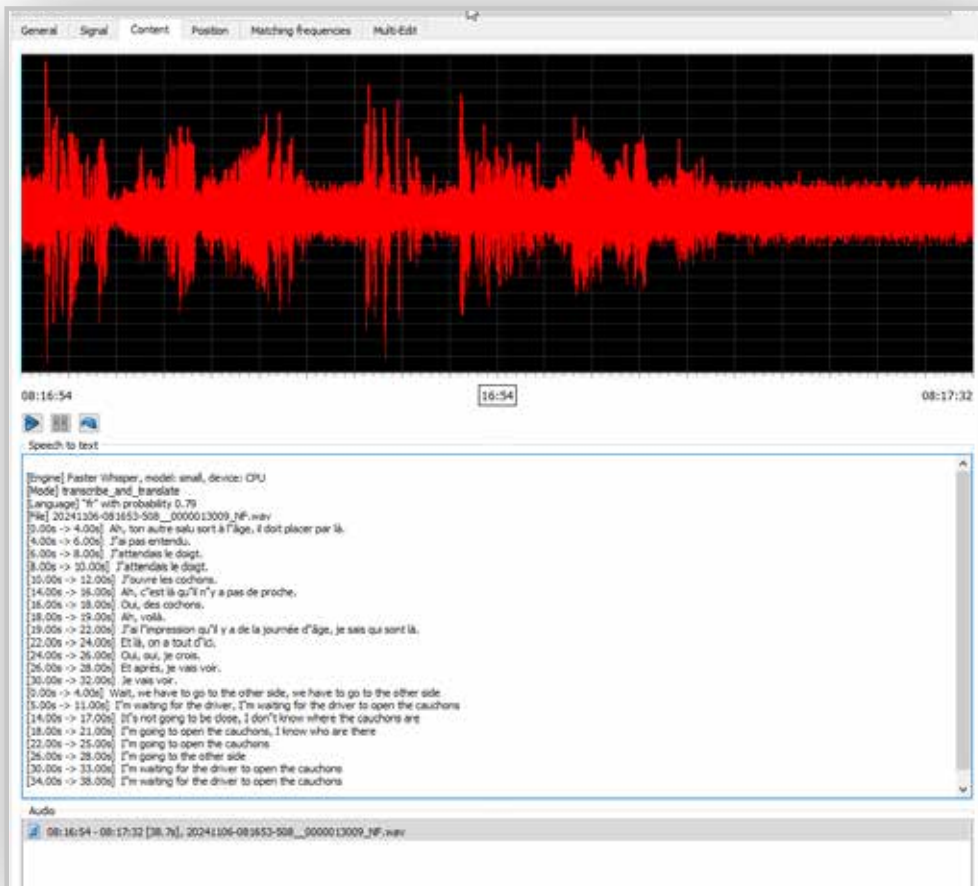 General Signal Content Position Matching frequencies Multi-Edit
08:16:54 16:54 08:17:32
Speech to text
[Engine] Faster Whisper, model: small, device: CPU
[Mode] transcribe_and_translate
[Language] "fr" with probability 0.79
[File] 20241106-081653-508__0000013009_NF.wav
[0.00s -> 4.00s] Ah, ton autre salu sort à l'âge, il doit placer par là.
[4.00s -> 6.00s] J'ai pas entendu.
[6.00s -> 8.00s] J'attendais le doigt.
[8.00s -> 10.00s] J'attendais le doigt.
[10.00s -> 12.00s] J'ouvre les cochons.
[14.00s -> 16.00s] Ah, c'est là qu'il n'y a pas de proche.
[16.00s -> 18.00s] Oui, des cochons.
[18.00s -> 19.00s] Ah, voilà.
[19.00s -> 22.00s] J'ai l'impression qu'il y a de la journée d'âge, je sais qui sont là.
[22.00s -> 24.00s] Et là, on a tout d'ici.
[24.00s -> 26.00s] Oui, oui, je crois.
[26.00s -> 28.00s] Et après, je vais voir.
[30.00s -> 32.00s] Je vais voir.
[0.00s -> 4.00s] Wait, we have to go to the other side, we have to go to the other side
[5.00s -> 11.00s] I'm waiting for the driver, I'm waiting for the driver to open the cauchons
[14.00s -> 17.00s] It's not going to be close, I don't know where the cauchons are
[18.00s -> 21.00s] I'm going to open the cauchons, I know who are there
[22.00s -> 25.00s] I'm going to open the cauchons
[26.00s -> 28.00s] I'm going to the other side
[30.00s -> 33.00s] I'm waiting for the driver to open the cauchons
[34.00s -> 38.00s] I'm waiting for the driver to open the cauchons
Audio
08:16:54 - 08:17:32 [38.7s], 20241106-081653-508__0000013009_NF.wav